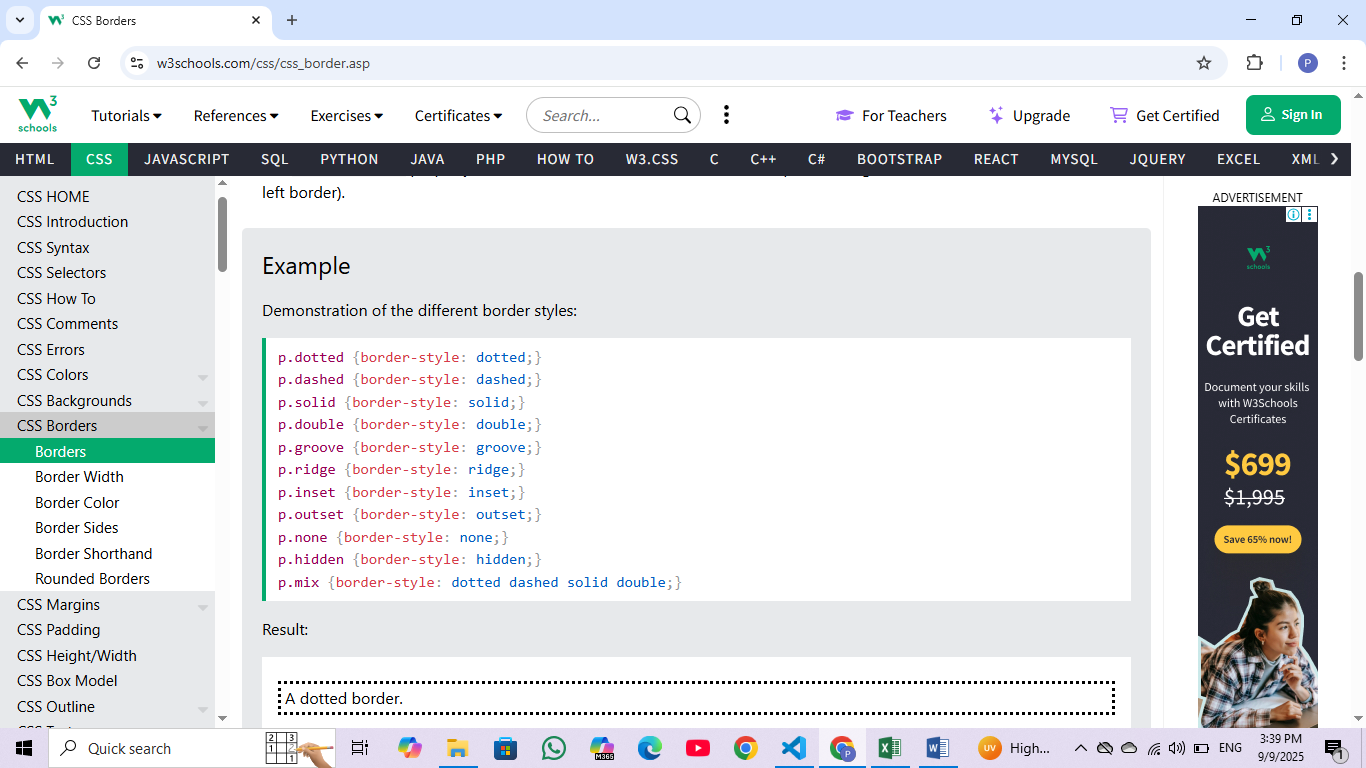 CSS Borders
w3schools.com/css/css_border.asp
P
W3 schools
Tutorials
References
Exercises
Certificates
Search...
For Teachers
Upgrade
Get Certified
Sign In
HTML CSS JAVASCRIPT SQL PYTHON JAVA PHP HOW TO W3.CSS C C++ C# BOOTSTRAP REACT MYSQL JQUERY EXCEL XML
CSS HOME
CSS Introduction
CSS Syntax
CSS Selectors
CSS How To
CSS Comments
CSS Errors
CSS Colors
CSS Backgrounds
CSS Borders
Borders
Border Width
Border Color
Border Sides
Border Shorthand
Rounded Borders
CSS Margins
CSS Padding
CSS Height/Width
CSS Box Model
CSS Outline
left border).
Example
Demonstration of the different border styles:
p.dotted {border-style: dotted;}
p.dashed {border-style: dashed;}
p.solid {border-style: solid;}
p.double {border-style: double;}
p.groove {border-style: groove;}
p.ridge {border-style: ridge;}
p.inset {border-style: inset;}
p.outset {border-style: outset;}
p.none {border-style: none;}
p.hidden {border-style: hidden;}
p.mix {border-style: dotted dashed solid double;}
Result:
A dotted border.
ADVERTISEMENT
W3 schools
Get
Certified
Document your skills
with W3Schools
Certificates
$699
$1,995
Save 65% now!
Quick search
M365
UV
High...
ENG
3:39 PM
9/9/2025
1